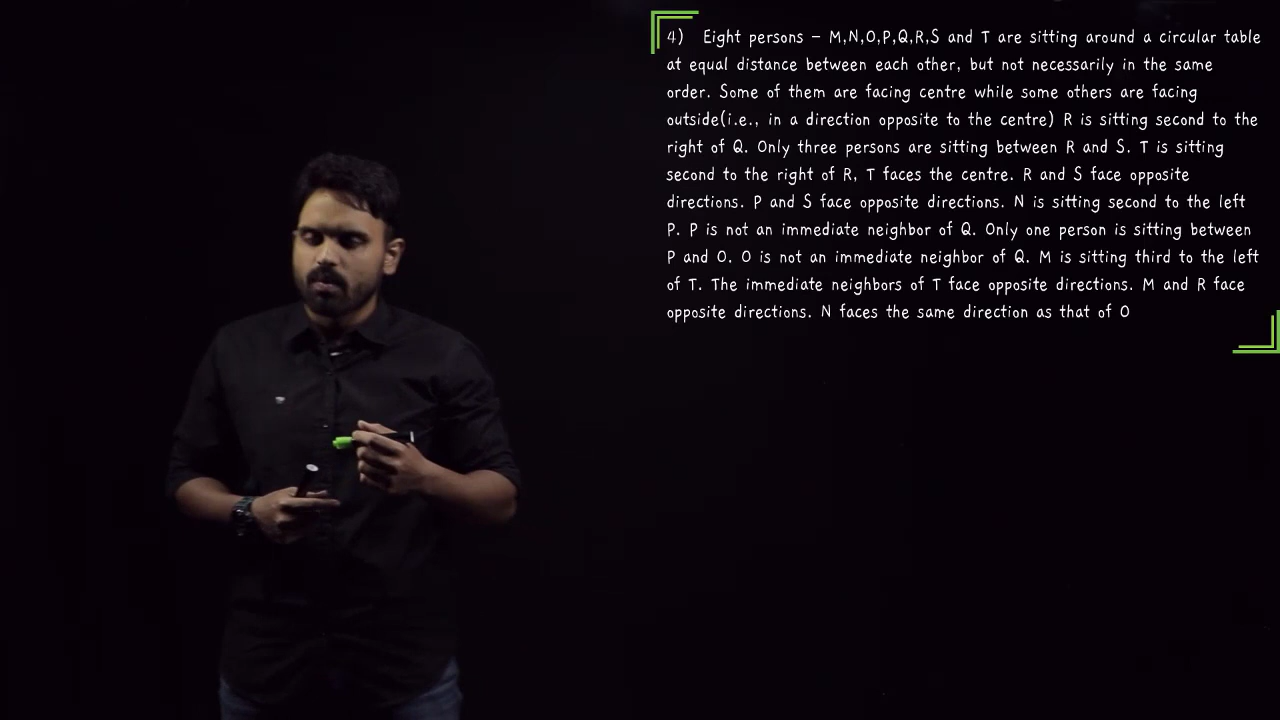 4) Eight persons – M,N,O,P,Q,R,S and T are sitting around a circular table
at equal distance between each other, but not necessarily in the same
order. Some of them are facing centre while some others are facing
outside(i.e., in a direction opposite to the centre) R is sitting second to the
right of Q. Only three persons are sitting between R and S. T is sitting
second to the right of R, T faces the centre. R and S face opposite
directions. P and S face opposite directions. N is sitting second to the left
P. P is not an immediate neighbor of Q. Only one person is sitting between
P and O. O is not an immediate neighbor of Q. M is sitting third to the left
of T. The immediate neighbors of T face opposite directions. M and R face
opposite directions. N faces the same direction as that of O